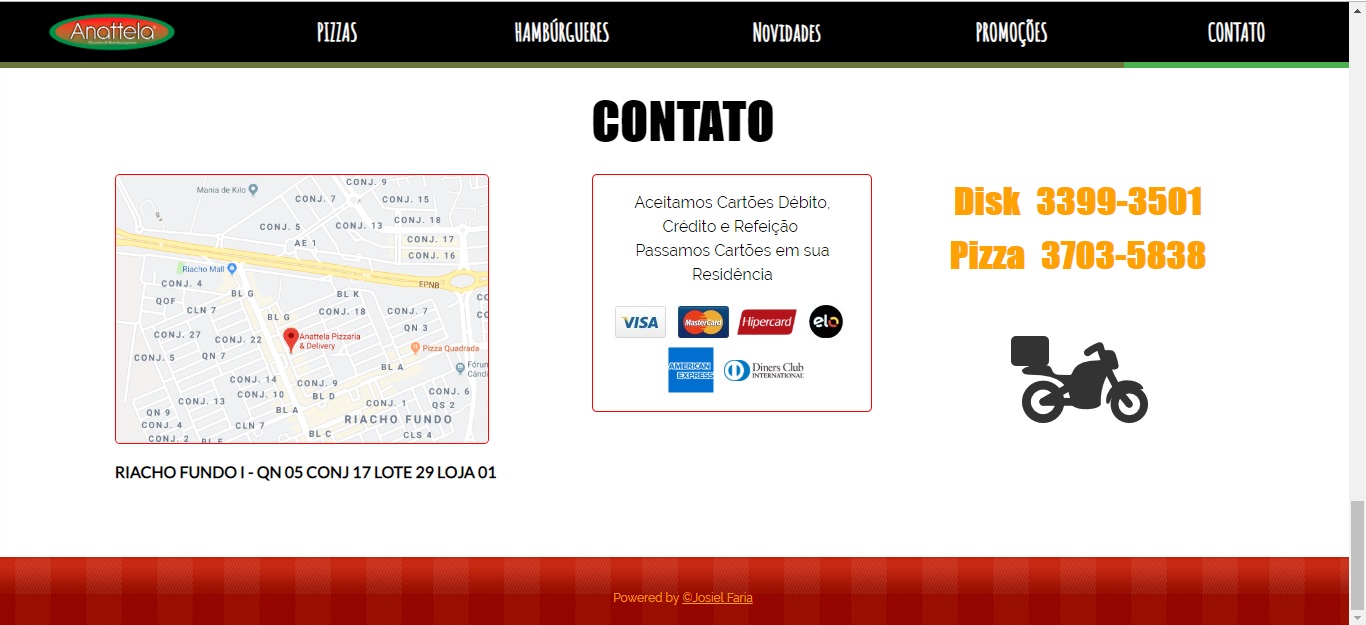 Anattela
PIZZAS
HAMBÚRGUERES
NOVIDADES
PROMOÇÕES
CONTATO
CONTATO
Mania de Kilo
CONJ. 9
CONJ. 7
CONJ. 15
CONJ. 18
CONJ. 5
CONJ. 13
CONJ. 17
AE 1
CONJ. 16
Riacho Mall
EPNB
CONJ. 4
BL G
BL K
QOF
CLN 7
BL G
CONJ. 18
CONJ. 7
QN 3
CONJ. 27
CONJ. 22
Anattela Pizzaria
& Delivery
Pizza Quadrada
CONJ. 5
QN 7
BL A
Fórun
Cândi
CONJ. 14
CONJ. 9
CONJ. 10
BL D
CONJ. 6
CONJ. 13
CONJ. 1
QS 2
QN 9
BL A
RIACHO FUNDO
CONJ. 4
CLN 7
CONJ. 2
BL C
CLS 4
RIACHO FUNDO I - QN 05 CONJ 17 LOTE 29 LOJA 01
Aceitamos Cartões Débito,
Crédito e Refeição
Passamos Cartões em sua
Residência
VISA
MasterCard
Hipercard
elo
AMERICAN
EXPRESS
Diners Club
INTERNATIONAL
Disk 3399-3501
Pizza 3703-5838
Powered by ©Josiel Faria